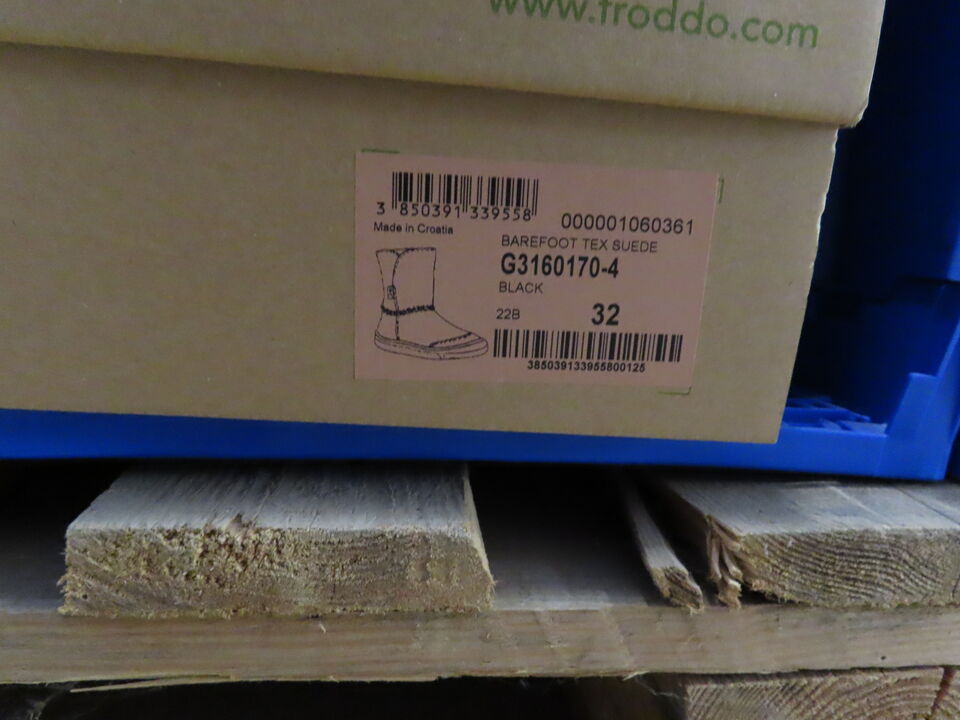 www.froddo.com
3 850391 339558
000001060361
Made in Croatia
BAREFOOT TEX SUEDE
G3160170-4
BLACK
22B 32
385039133955800125